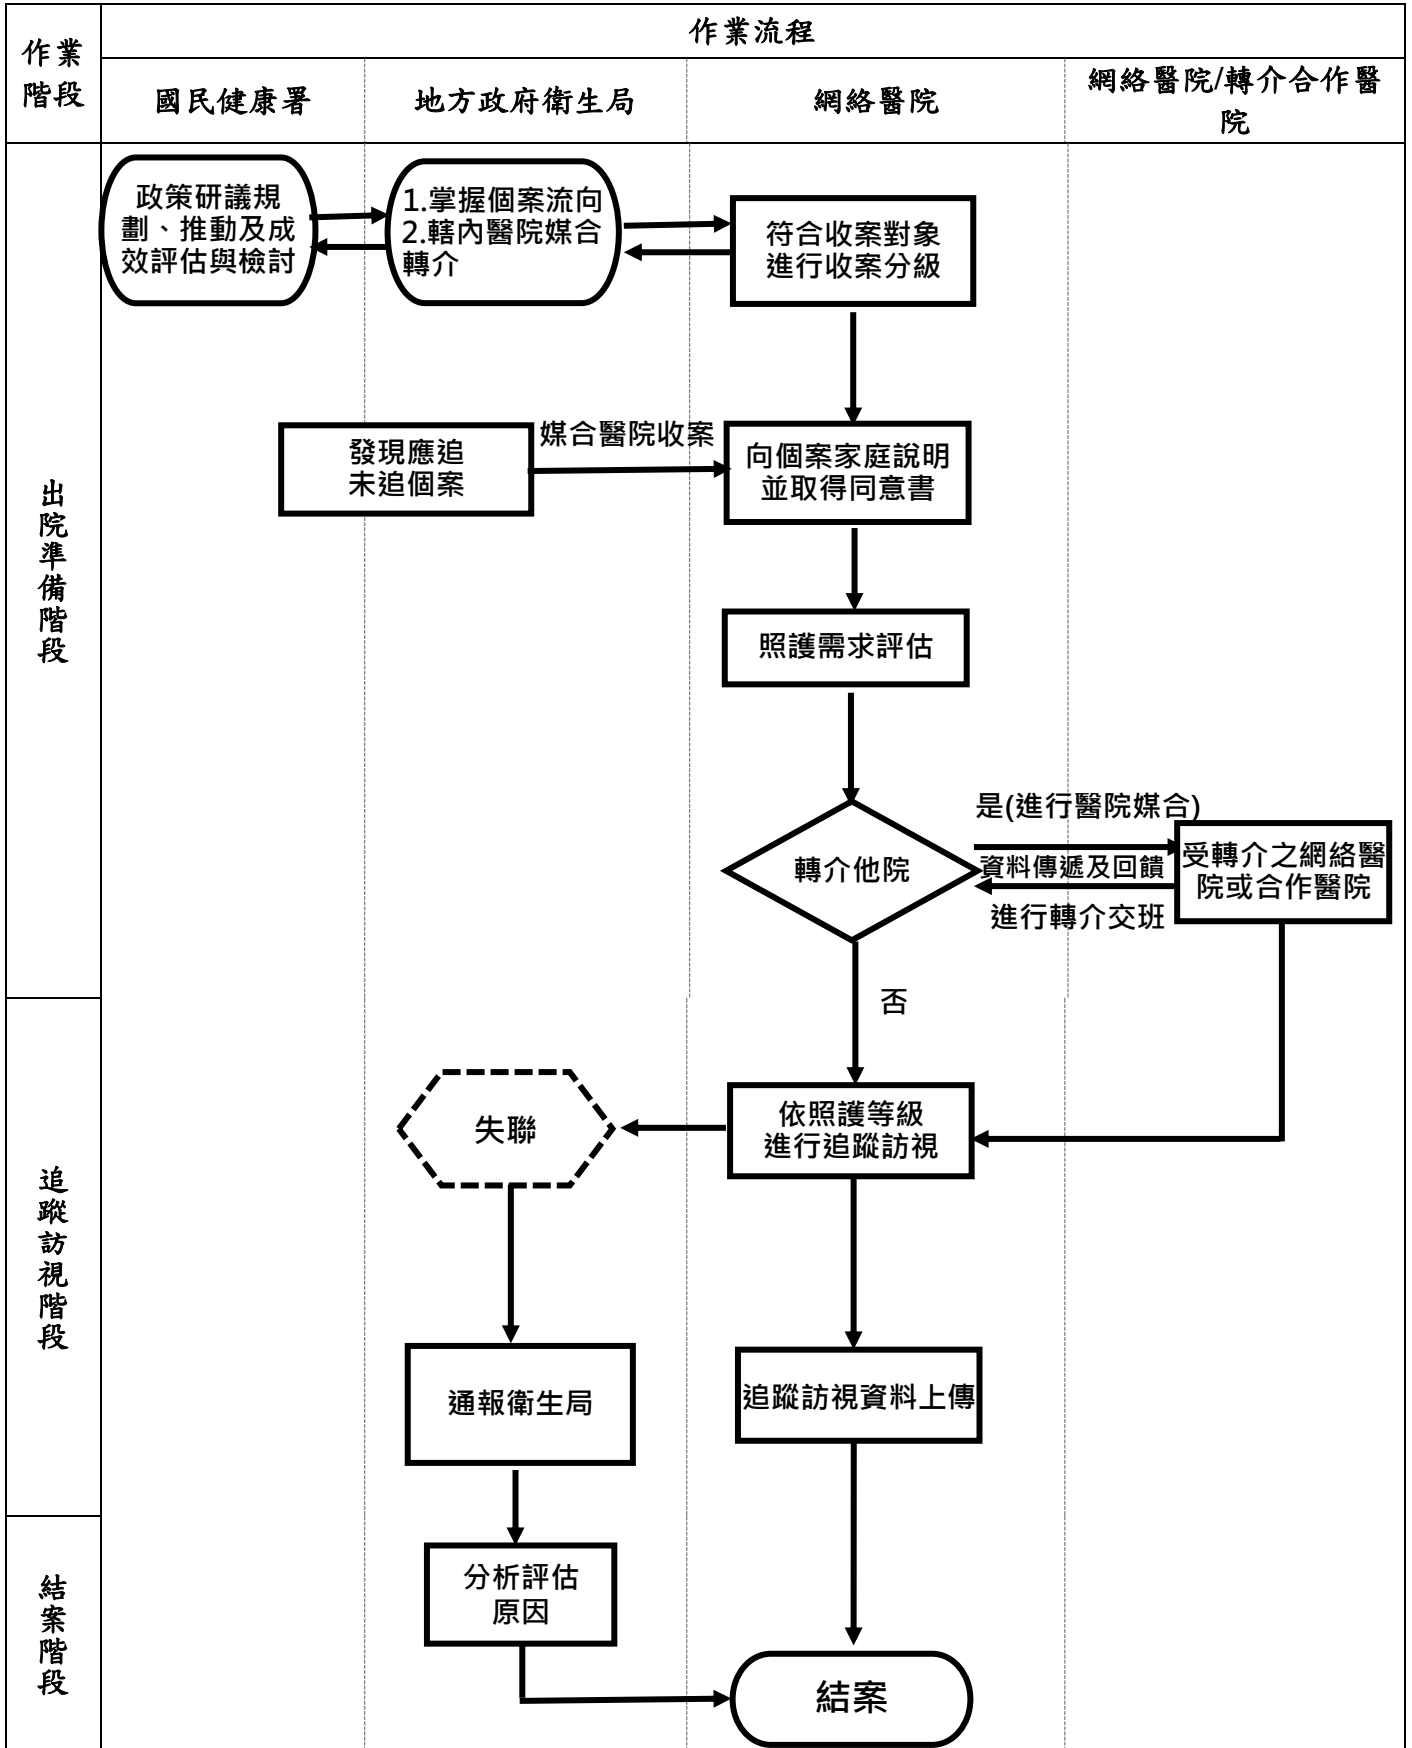 作業
階段
作業流程
國民健康署
地方政府衛生局
網絡醫院
網絡醫院/轉介合作醫
院
出院準備階段
政策研議規
劃、推動及成
效評估與檢討
1.掌握個案流向
2.轄內醫院媒合
轉介
符合收案對象
進行收案分級
發現應追
未追個案
媒合醫院收案
向個案家庭說明
並取得同意書
照護需求評估
轉介他院
是(進行醫院媒合)
資料傳遞及回饋
進行轉介交班
受轉介之網絡醫
院或合作醫院
否
追蹤訪視階段
失聯
依照護等級
進行追蹤訪視
通報衛生局
追蹤訪視資料上傳
結案階段
分析評估
原因
結案